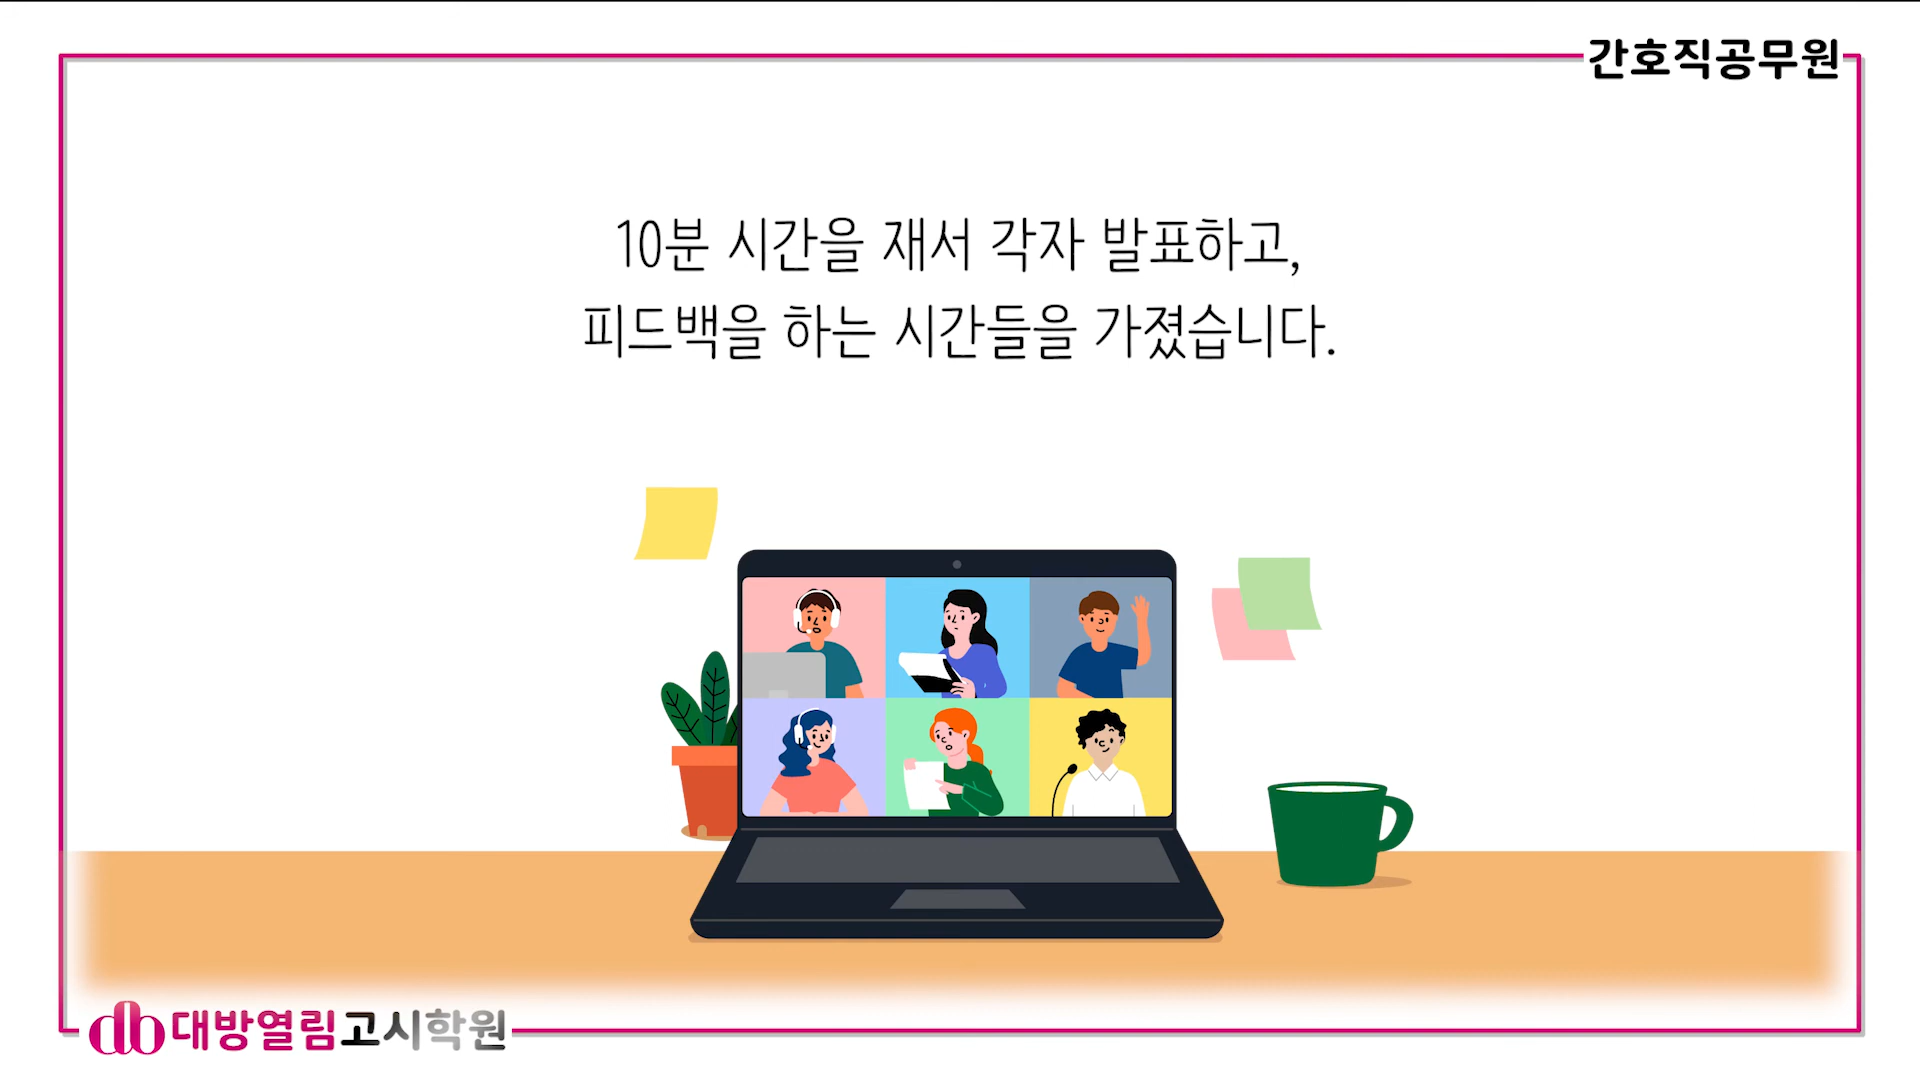 간호직공무원
10분 시간을 재서 각자 발표하고,
피드백을 하는 시간들을 가졌습니다.
db대방열림고시학원